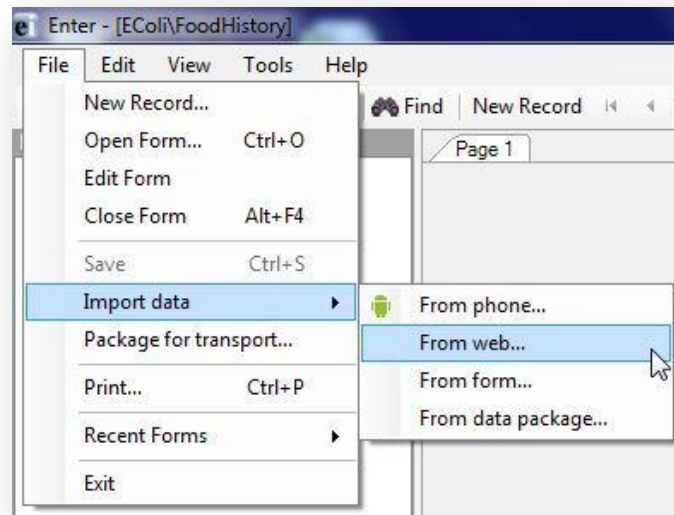 ei Enter - [EColi\FoodHistory]
File Edit View Tools Help
Find New Record
Page 1
New Record...
Open Form... Ctrl+O
Edit Form
Close Form Alt+F4
Save Ctrl+S
Import data
Package for transport...
Print... Ctrl+P
Recent Forms
Exit
From phone...
From web...
From form...
From data package...